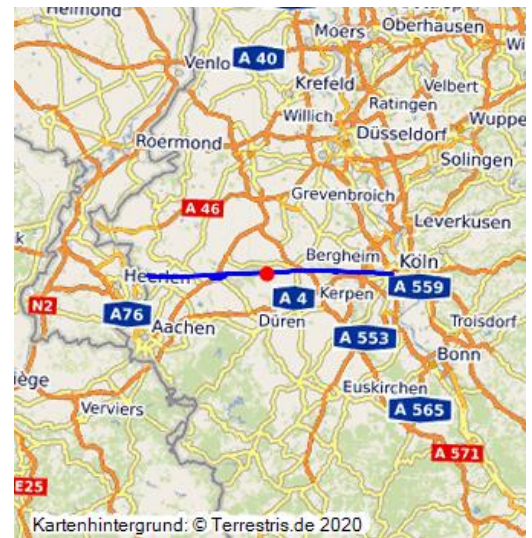 Helmond
Moers
Oberhausen
Venlo
A 40
Krefeld
Velbert
Willich
Ratingen
Roermond
Düsseldorf
Wuppe
Solingen
Grevenbroich
A 46
Leverkusen
Bergheim
Köln
Heerlen
Kerpen
A 559
A 4
N2
A76
Aachen
Düren
Troisdorf
A 553
Bonn
iège
Euskirchen
Verviers
A 565
A 571
E25
Kartenhintergrund: © Terrestris.de 2020